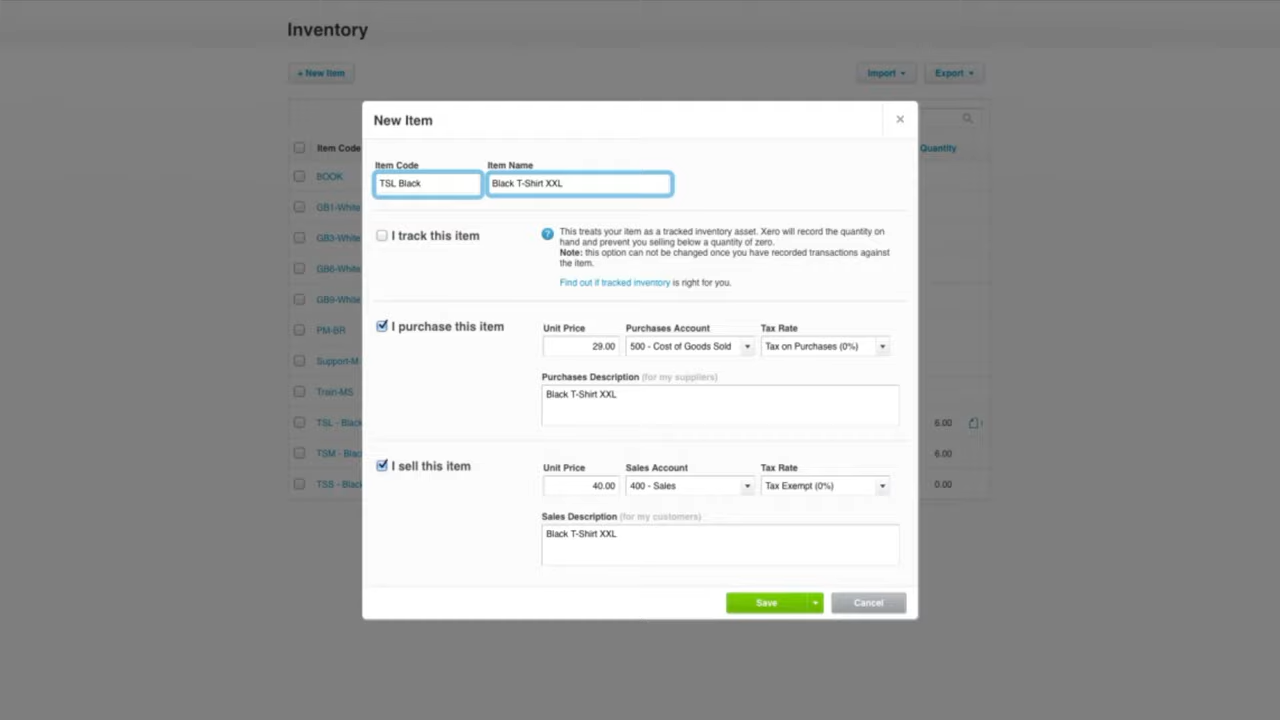 Inventory
+ New Item
Import
Export
New Item
×
Item Code
Quantity
Item Code
Item Name
TSL Black
Black T-Shirt XXL
BOOK
GB1-White
I track this item
? This treats your item as a tracked inventory asset. Xero will record the quantity on
hand and prevent you selling below a quantity of zero.
Note: this option can not be changed once you have recorded transactions against
the item.
Find out if tracked inventory is right for you.
GB3-White
GB6-White
GB9-White
PM-BR
I purchase this item
Unit Price
Purchases Account
Tax Rate
29.00
500 - Cost of Goods Sold
Tax on Purchases (0%)
Support-M
Purchases Description (for my suppliers)
Black T-Shirt XXL
Train-MS
TSL - Black
6.00
TSM - Blac
6.00
I sell this item
Unit Price
Sales Account
Tax Rate
40.00
400 - Sales
Tax Exempt (0%)
TSS - Black
0.00
Sales Description (for my customers)
Black T-Shirt XXL
Save
Cancel